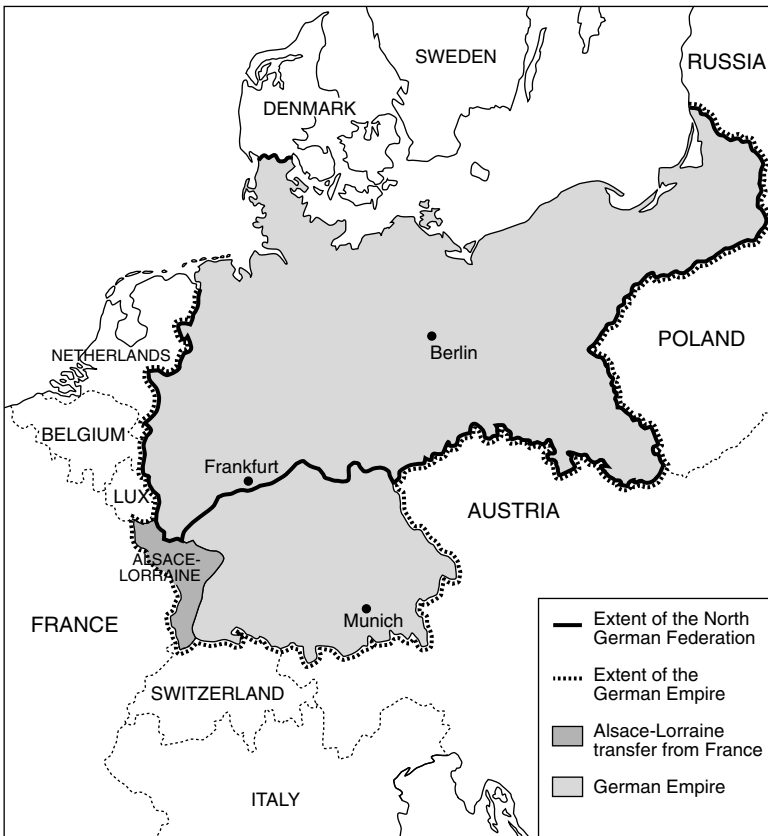 SWEDEN
RUSSIA
DENMARK
Berlin
POLAND
NETHERLANDS
BELGIUM
Frankfurt
LUX
AUSTRIA
ALSACE-
LORRAINE
FRANCE
Munich
SWITZERLAND
ITALY
Extent of the North
German Federation
Extent of the
German Empire
Alsace-Lorraine
transfer from France
German Empire